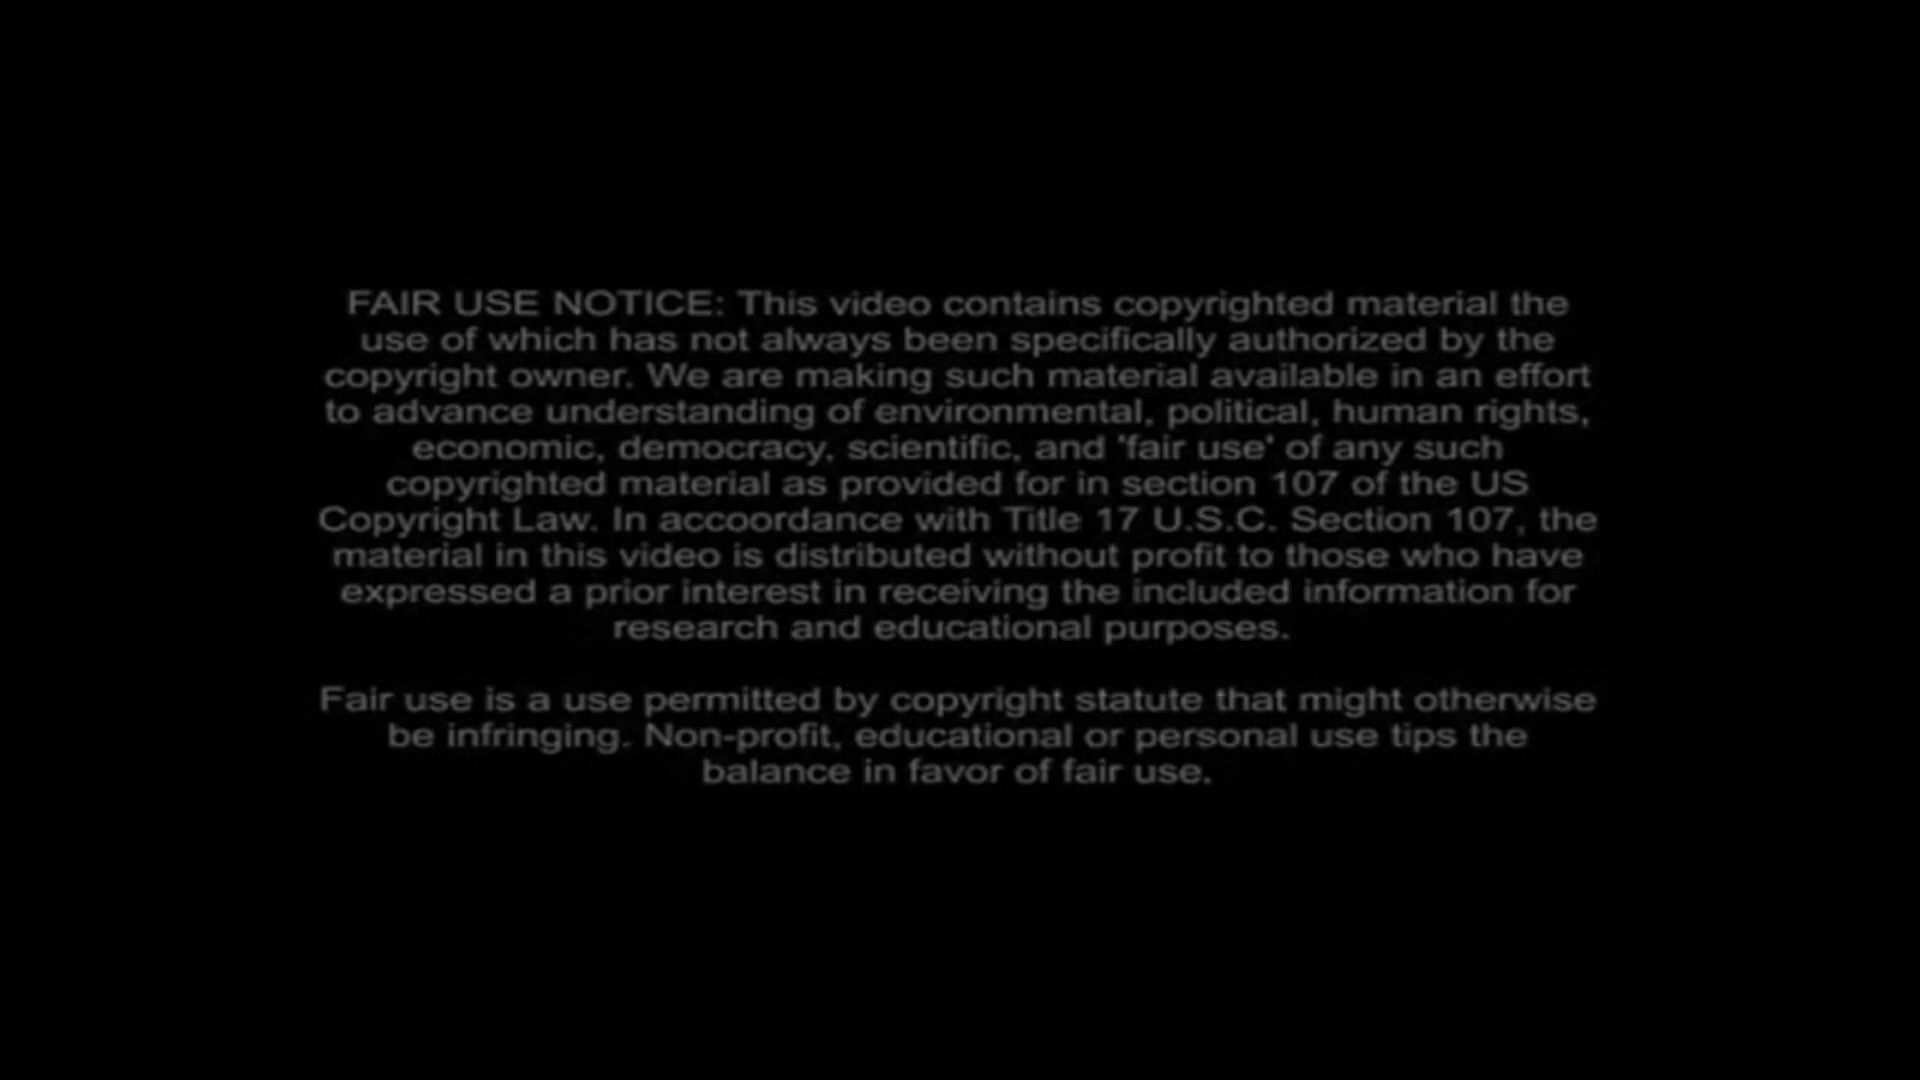 FAIR USE NOTICE: This video contains copyrighted material the
use of which has not always been specifically authorized by the
copyright owner. We are making such material available in an effort
to advance understanding of environmental, political, human rights,
economic, democracy, scientific, and 'fair use' of any such
copyrighted material as provided for in section 107 of the US
Copyright Law. In accoordance with Title 17 U.S.C. Section 107, the
material in this video is distributed without profit to those who have
expressed a prior interest in receiving the included information for
research and educational purposes.
Fair use is a use permitted by copyright statute that might otherwise
be infringing. Non-profit, educational or personal use tips the
balance in favor of fair use.